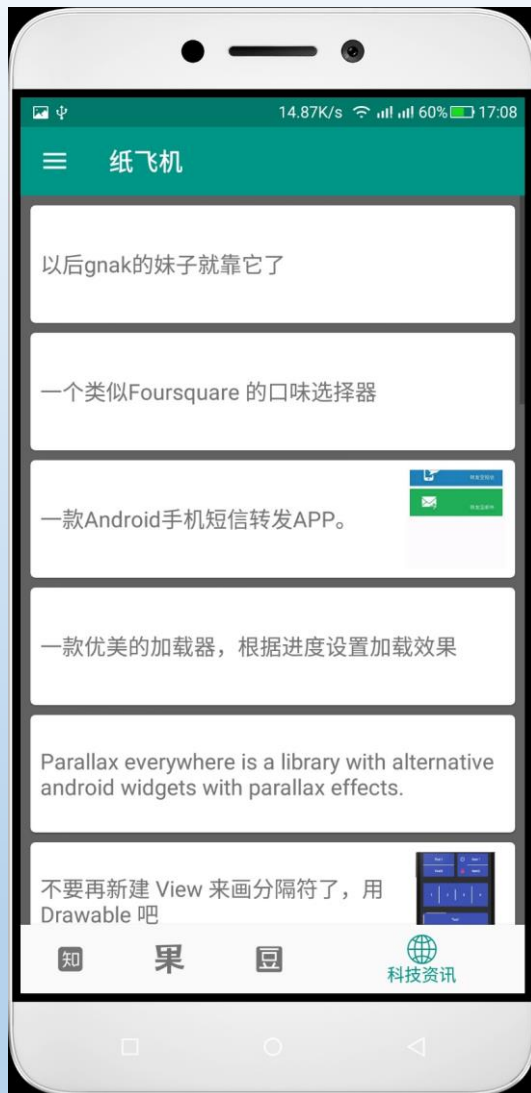 14.87K/s 60% 17:08
纸飞机
以后gnak的妹子就靠它了
一个类似Foursquare 的口味选择器
一款Android手机短信转发APP。
一款优美的加载器，根据进度设置加载效果
Parallax everywhere is a library with alternative
android widgets with parallax effects.
不要再新建 View 来画分隔符了，用
Drawable 吧
知 果 豆
科技资讯